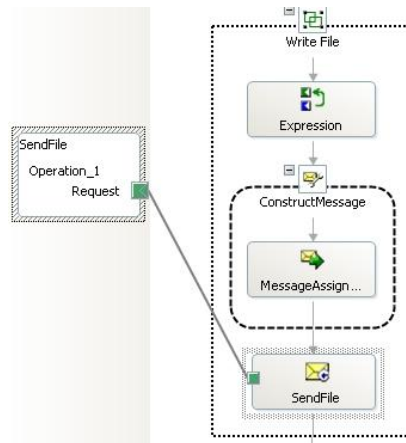 Write File
Expression
SendFile
Operation_1
Request
ConstructMessage
MessageAssign...
SendFile